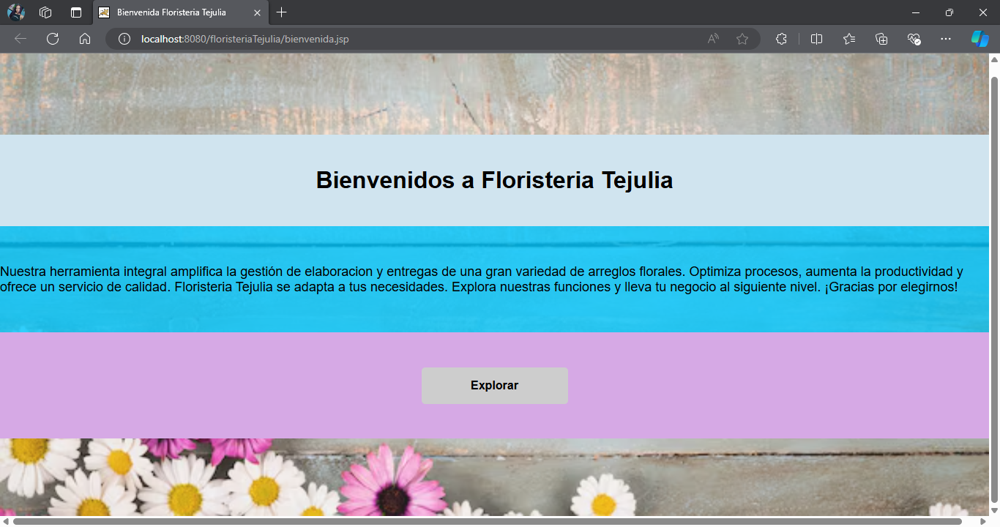 Bienvenida Floristeria Tejulia
localhost:8080/floristeriaTejulia/bienvenida.jsp
Bienvenidos a Floristeria Tejulia
Nuestra herramienta integral amplifica la gestión de elaboracion y entregas de una gran variedad de arreglos florales. Optimiza procesos, aumenta la productividad y
ofrece un servicio de calidad. Floristeria Tejulia se adapta a tus necesidades. Explora nuestras funciones y lleva tu negocio al siguiente nivel. ¡Gracias por elegirnos!
Explorar